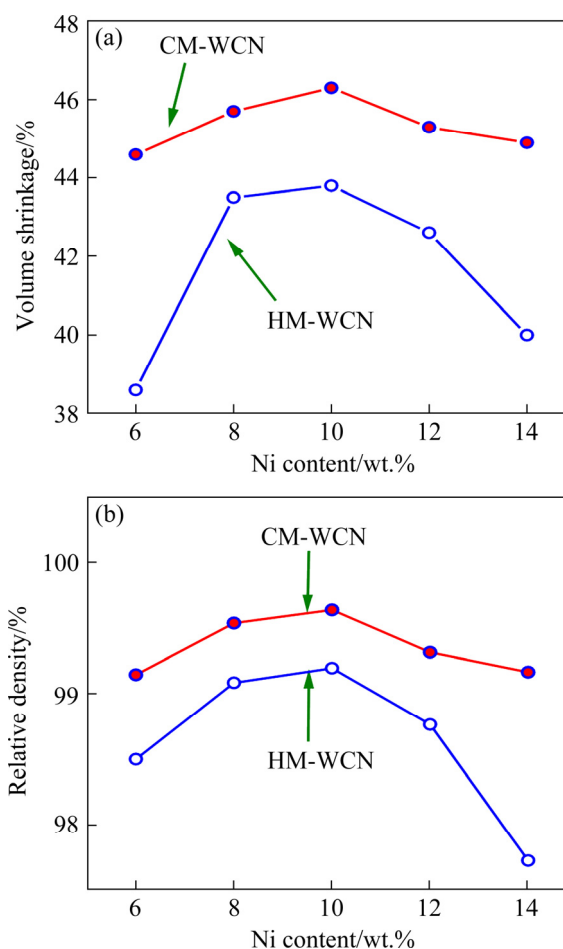 (a)
CM-WCN
HM-WCN
Volume shrinkage/%
48
46
44
42
40
38
6 8 10 12 14
Ni content/wt.%
(b)
CM-WCN
HM-WCN
Relative density/%
100
99
98
6 8 10 12 14
Ni content/wt.%